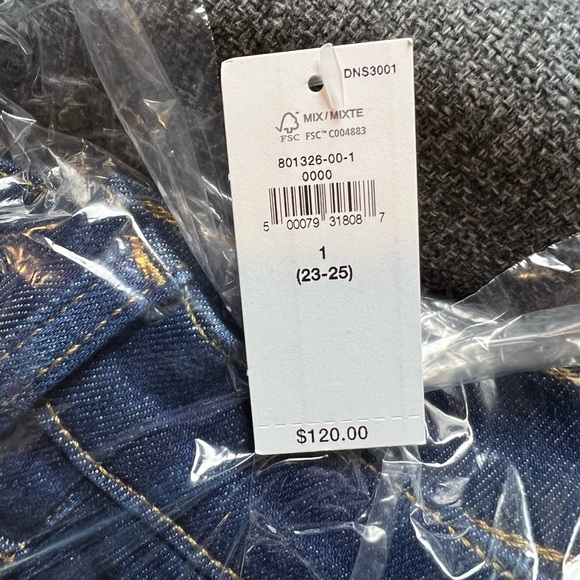 DNS3001
MIX/MIXTE
FSC FSC™ C004883
801326-00-1
0000
5 00079 31808 7
1
(23-25)
$120.00